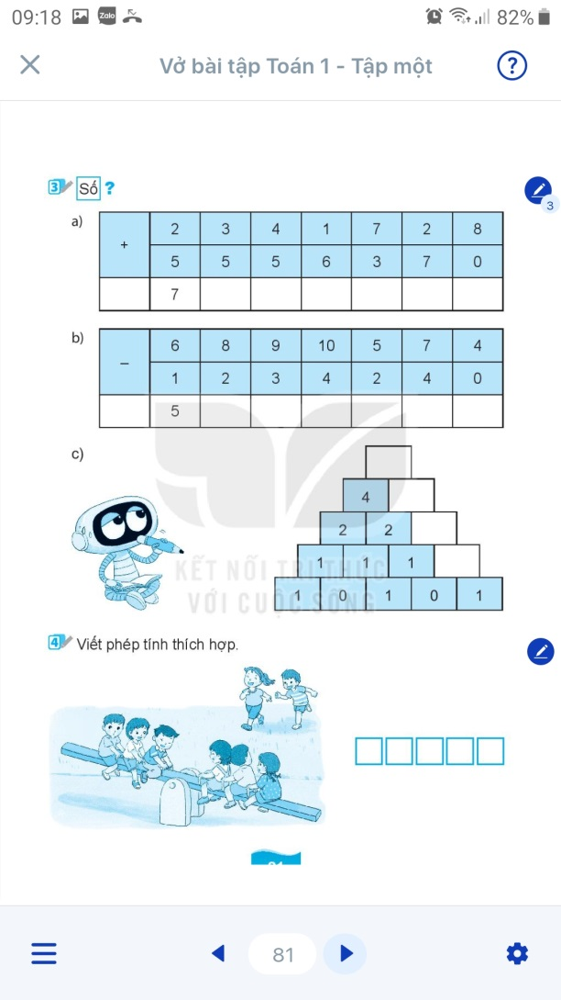 09:18 Zalo 82%
Vở bài tập Toán 1 - Tập một ?
3 Số ?
3
a) + 2 3 4 1 7 2 8
5 5 5 6 3 7 0
7
b) − 6 8 9 10 5 7 4
1 2 3 4 2 4 0
5
c)
4
2 2
1 1 1
1 0 1 0 1
KẾT NỐI TRI THỨC
VỚI CUỘC SỐNG
4 Viết phép tính thích hợp.
81